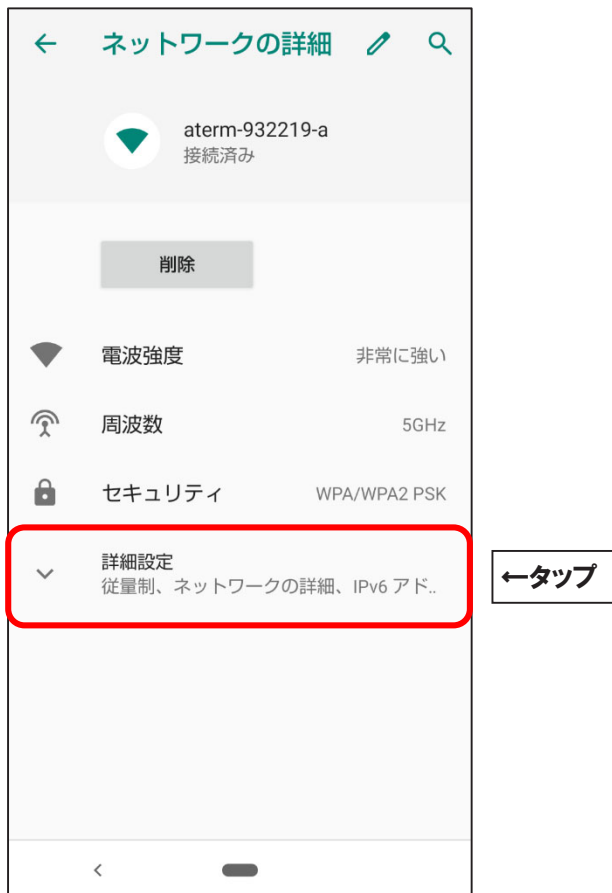 ネットワークの詳細
aterm-932219-a
接続済み
削除
電波強度 非常に強い
周波数 5GHz
セキュリティ WPA/WPA2 PSK
詳細設定
従量制、ネットワークの詳細、IPv6 アド..
←タップ